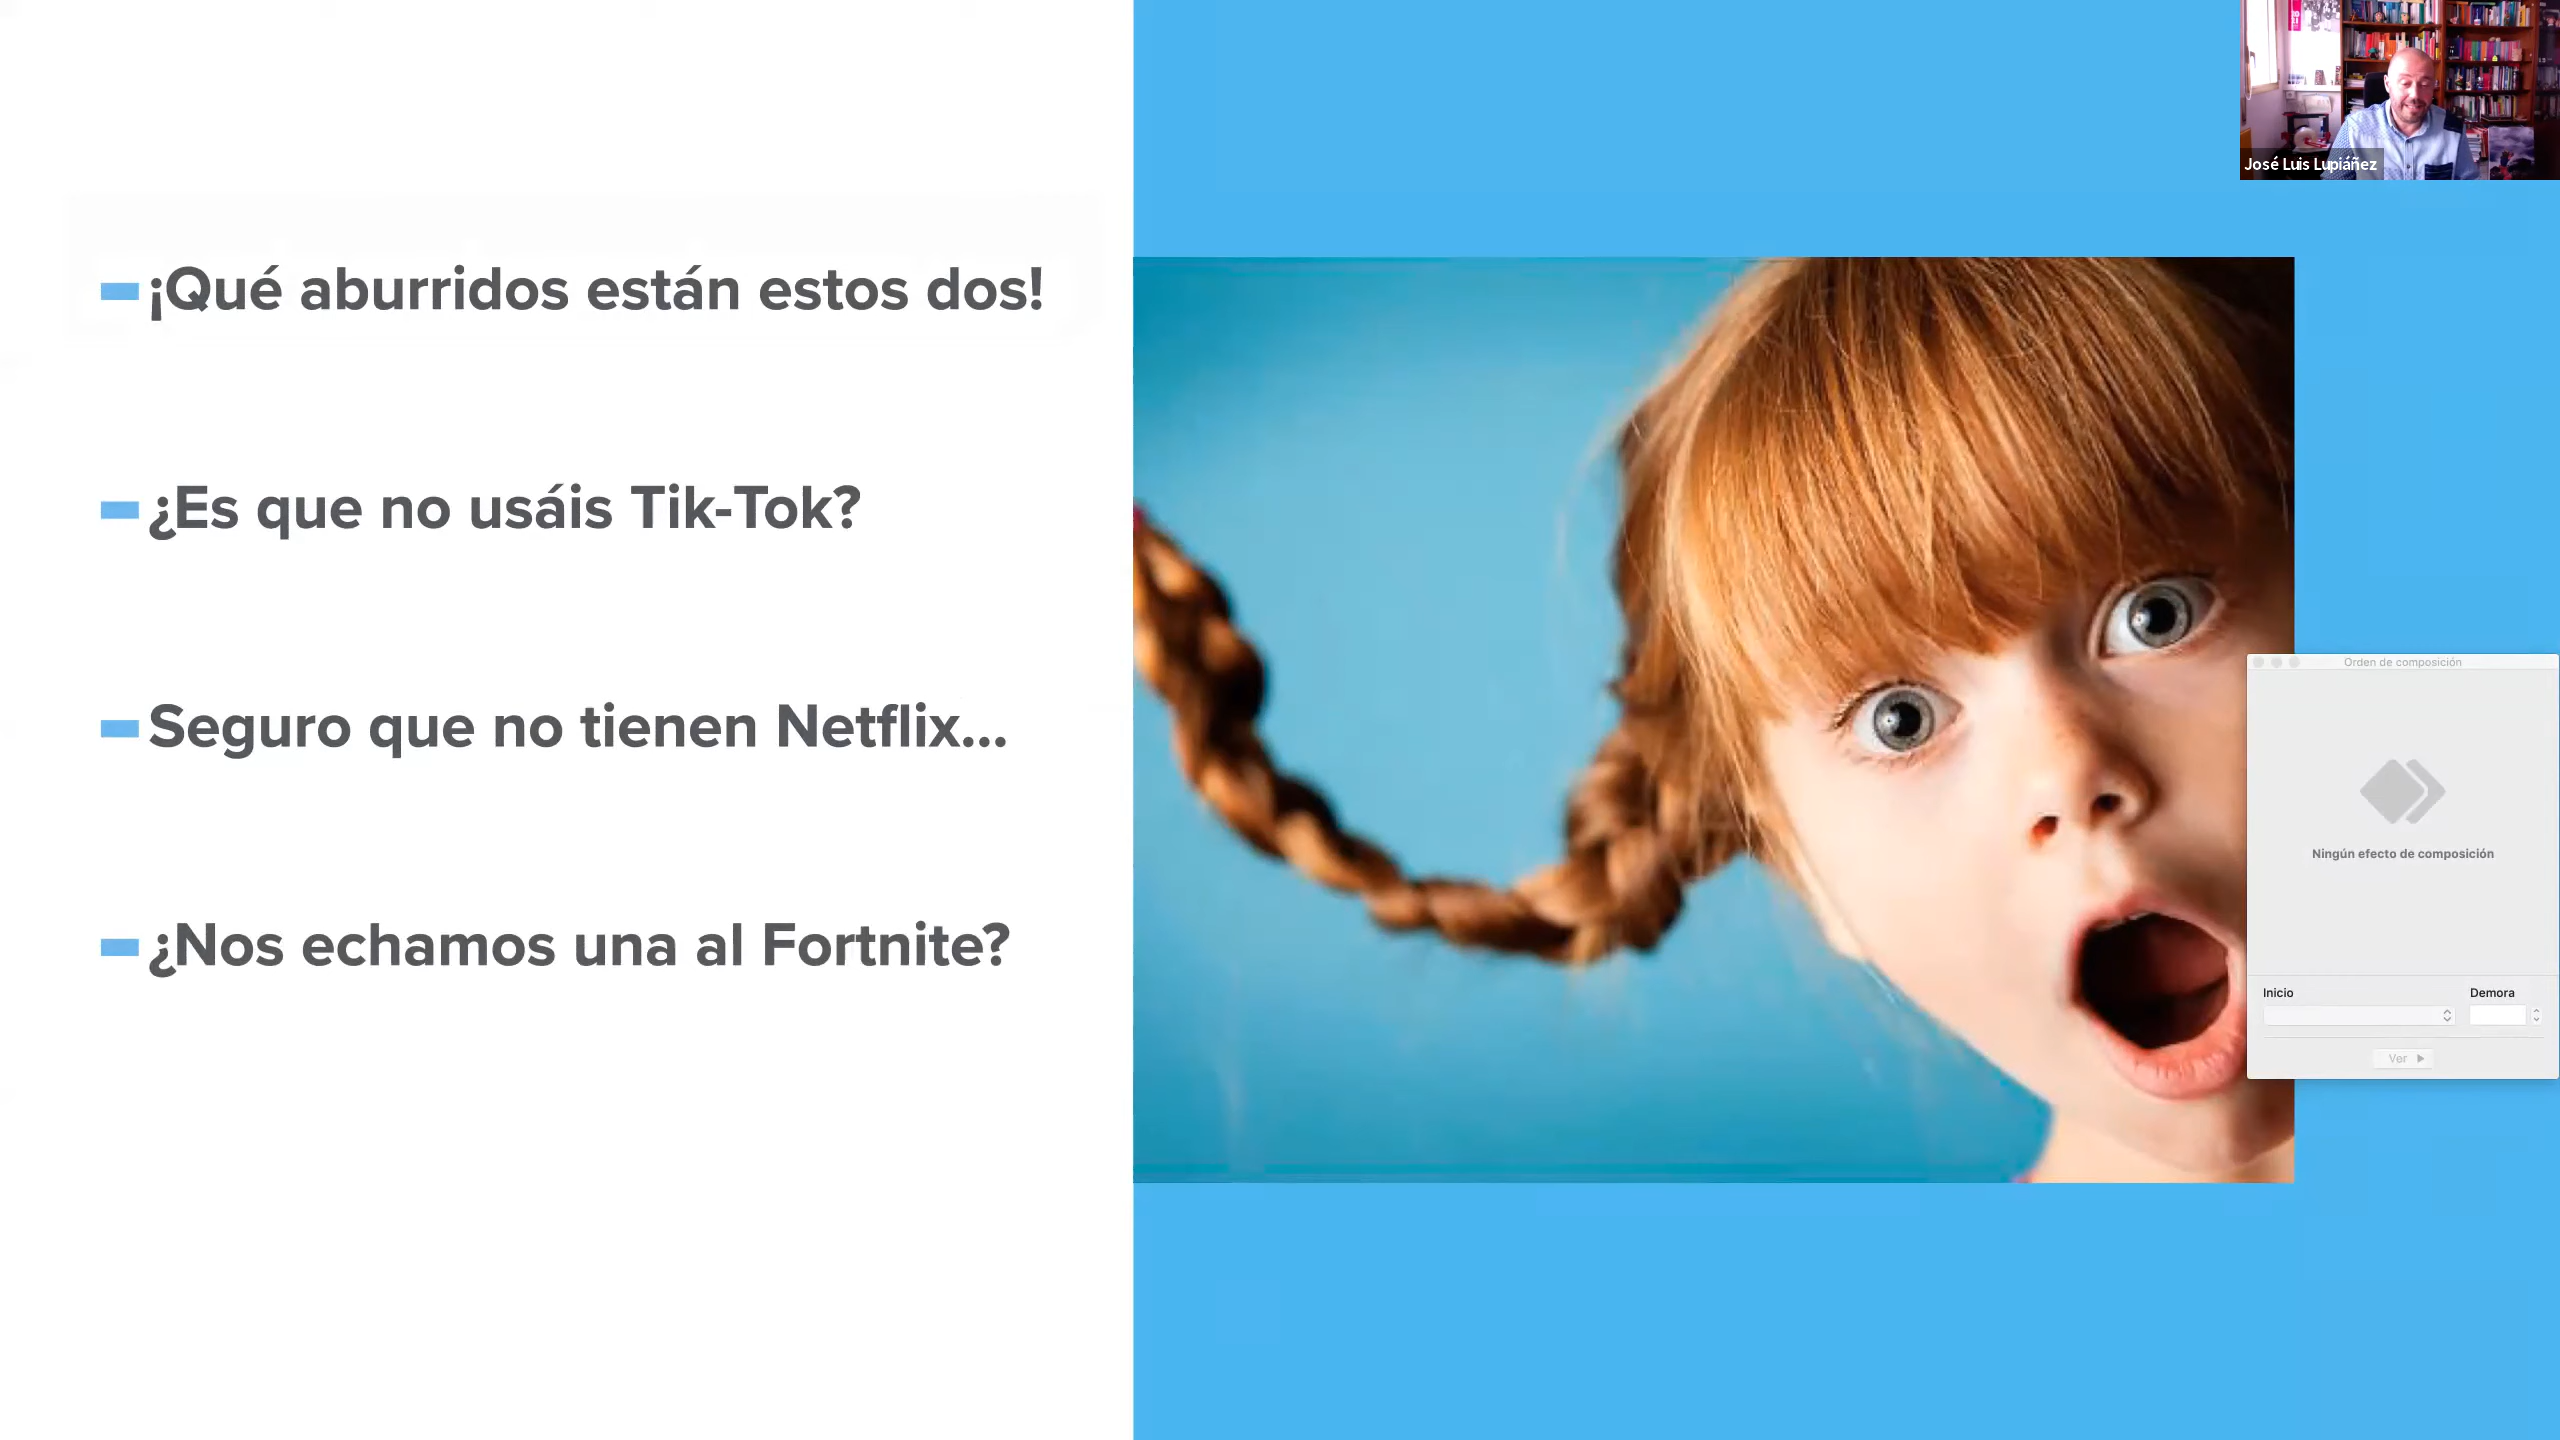 ¡Qué aburridos están estos dos!
¿Es que no usáis Tik-Tok?
Seguro que no tienen Netflix...
¿Nos echamos una al Fortnite?
José Luis Lupiáñez
Orden de composición
Ningún efecto de composición
Inicio Demora
Ver